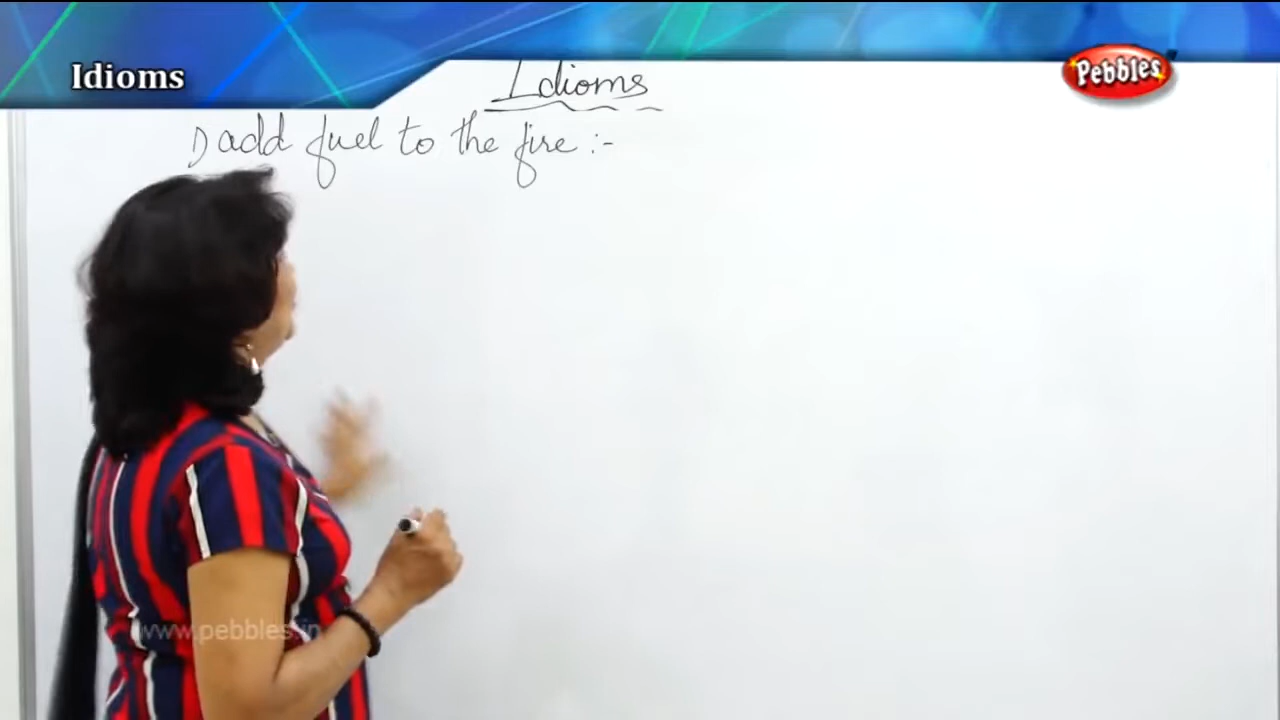 Idioms
Pebbles
Idioms
1) add fuel to the fire :-
www.pebbles.in